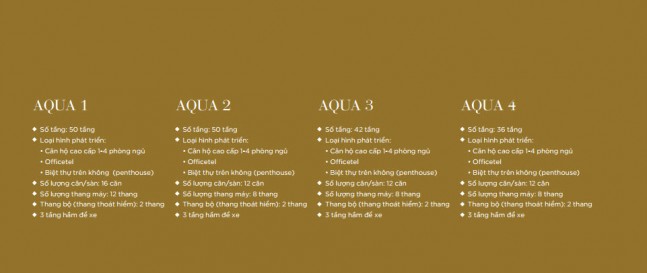 AQUA 1
◆ Số tầng: 50 tầng
◆ Loại hình phát triển:
• Căn hộ cao cấp 1-4 phòng ngủ
• Officetel
• Biệt thự trên không (penthouse)
◆ Số lượng căn/sàn: 16 căn
◆ Số lượng thang máy: 12 thang
◆ Thang bộ (thang thoát hiểm): 2 thang
◆ 3 tầng hầm để xe
AQUA 2
◆ Số tầng: 50 tầng
◆ Loại hình phát triển:
• Căn hộ cao cấp 1-4 phòng ngủ
• Officetel
• Biệt thự trên không (penthouse)
◆ Số lượng căn/sàn: 12 căn
◆ Số lượng thang máy: 8 thang
◆ Thang bộ (thang thoát hiểm): 2 thang
◆ 3 tầng hầm để xe
AQUA 3
◆ Số tầng: 42 tầng
◆ Loại hình phát triển:
• Căn hộ cao cấp 1-4 phòng ngủ
• Officetel
• Biệt thự trên không (penthouse)
◆ Số lượng căn/sàn: 12 căn
◆ Số lượng thang máy: 8 thang
◆ Thang bộ (thang thoát hiểm): 2 thang
◆ 3 tầng hầm để xe
AQUA 4
◆ Số tầng: 36 tầng
◆ Loại hình phát triển:
• Căn hộ cao cấp 1-4 phòng ngủ
• Officetel
• Biệt thự trên không (penthouse)
◆ Số lượng căn/sàn: 12 căn
◆ Số lượng thang máy: 8 thang
◆ Thang bộ (thang thoát hiểm): 2 thang
◆ 3 tầng hầm để xe